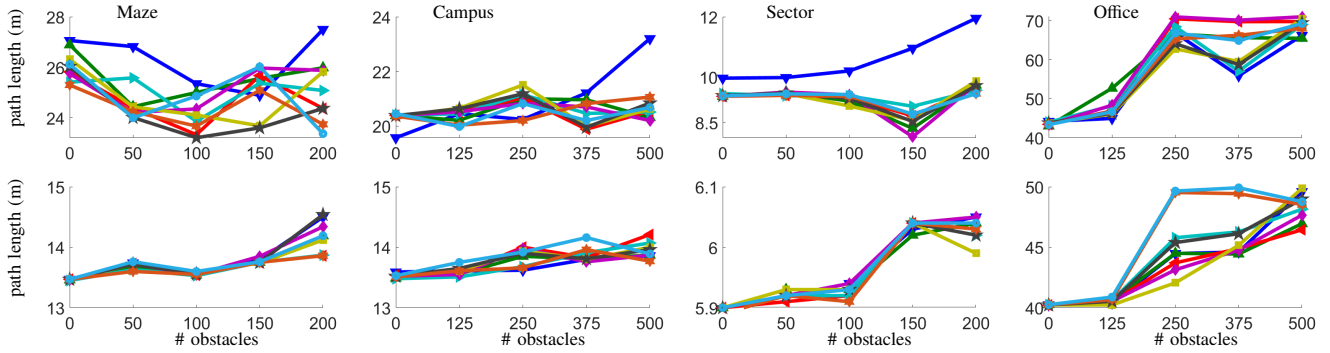 Maze Campus Sector Office
path length (m)
28 26 24
0 50 100 150 200
24 22 21 20
0 125 250 375 500
12 10 8.5
0 50 100 150 200
70 60 50 40
0 125 250 375 500
path length (m)
15 14 13
0 50 100 150 200
# obstacles
15 14 13
0 125 250 375 500
# obstacles
6.1 6 5.9
0 50 100 150 200
# obstacles
50 45 40
0 125 250 375 500
# obstacles